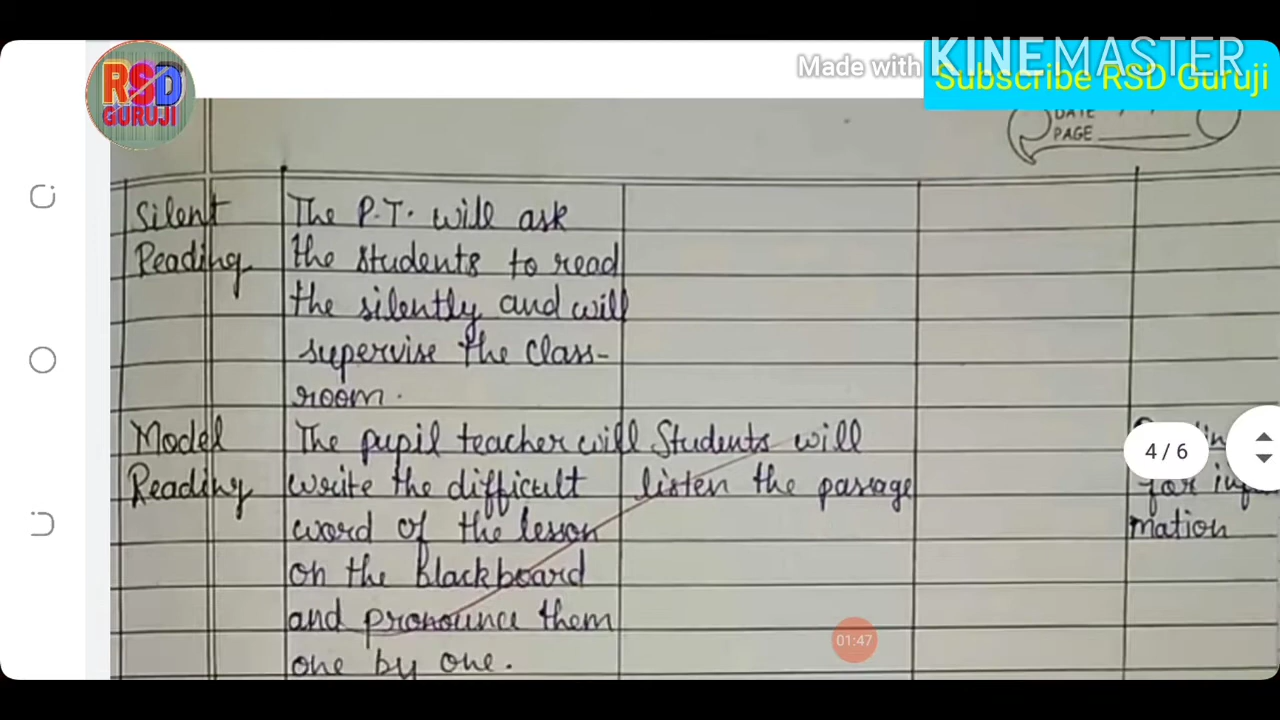 Made with KINEMASTER
Subscribe RSD Guruji
RSD
GURUJI
DATE
PAGE
Silent The P.T. will ask
Reading the students to read
the silently and will
supervise the class-
room.
Model The pupil teacher will Students will
Reading write the difficult listen the passage for
word of the lesson mation
on the blackboard
and pronounce them
one by one.
4/6
01:47